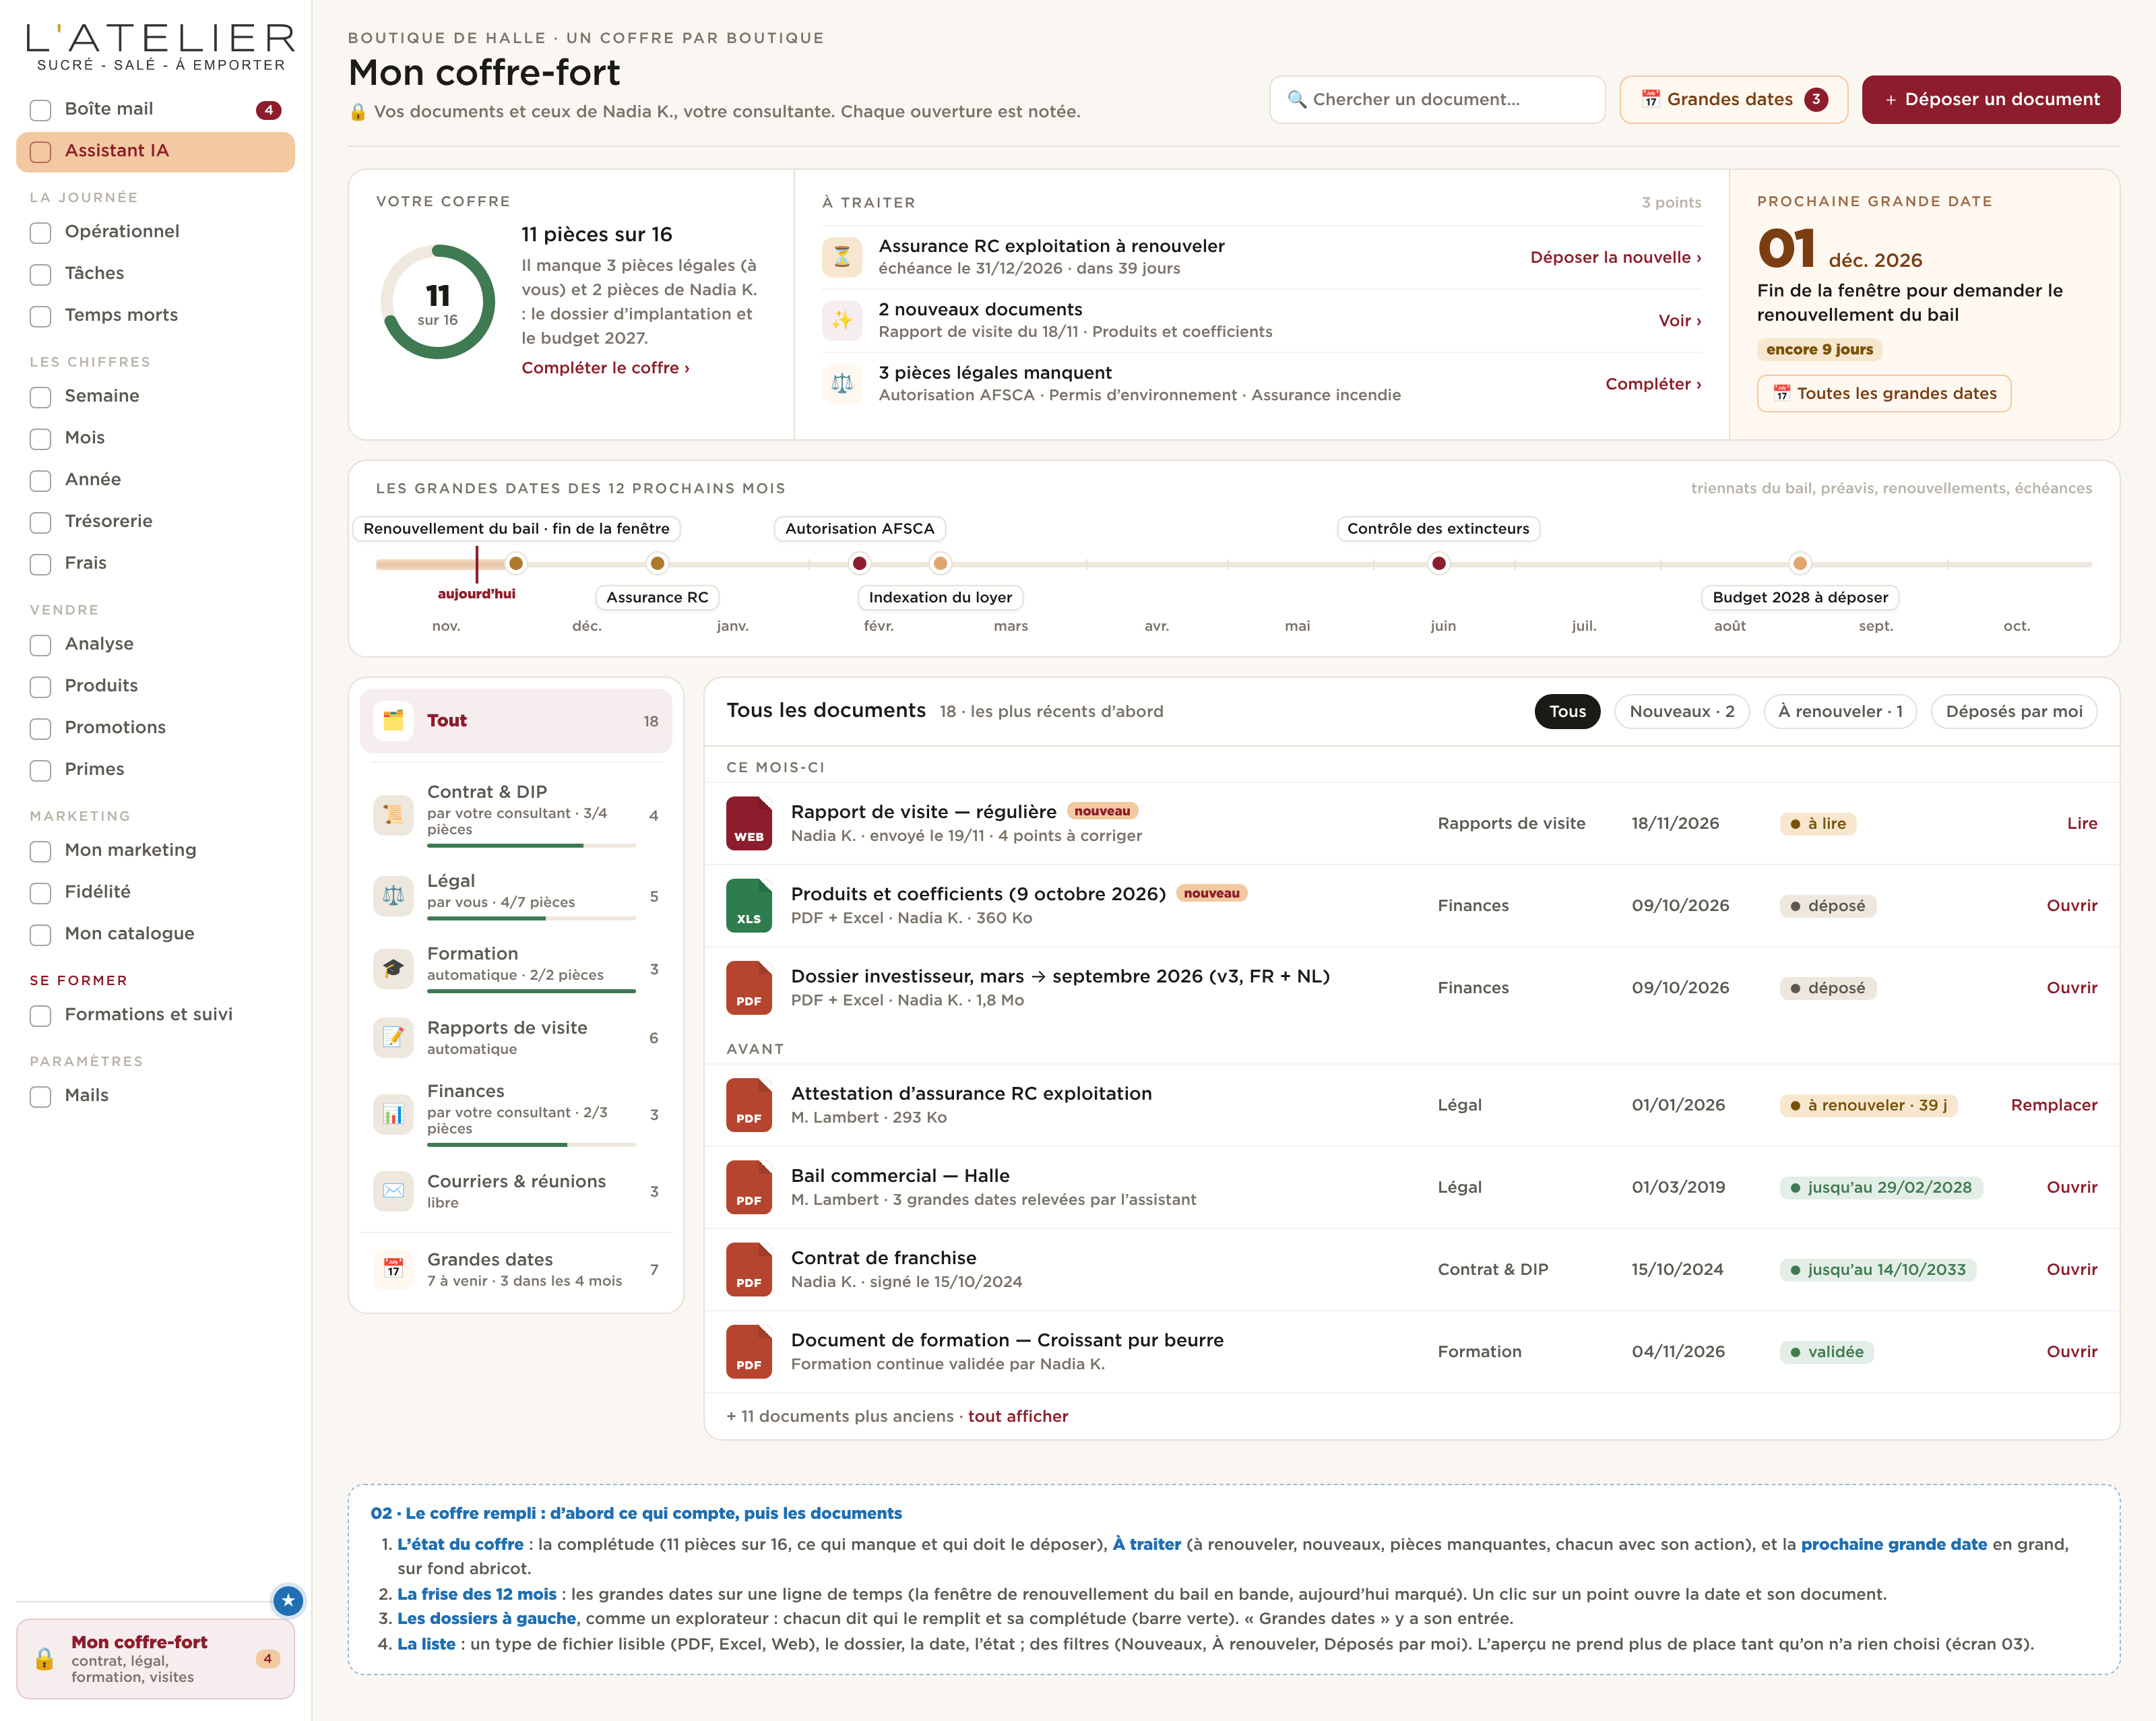 L'ATELIER
SUCRÉ - SALÉ - Á EMPORTER
Boîte mail 4
Assistant IA
LA JOURNÉE
Opérationnel
Tâches
Temps morts
LES CHIFFRES
Semaine
Mois
Année
Trésorerie
Frais
VENDRE
Analyse
Produits
Promotions
Primes
MARKETING
Mon marketing
Fidélité
Mon catalogue
SE FORMER
Formations et suivi
PARAMÈTRES
Mails
★
🔒 Mon coffre-fort 4
contrat, légal,
formation, visites
BOUTIQUE DE HALLE · UN COFFRE PAR BOUTIQUE
Mon coffre-fort
🔒 Vos documents et ceux de Nadia K., votre consultante. Chaque ouverture est notée.
🔍 Chercher un document...
📅 Grandes dates 3
+ Déposer un document
VOTRE COFFRE
11
sur 16
11 pièces sur 16
Il manque 3 pièces légales (à
vous) et 2 pièces de Nadia K.
: le dossier d’implantation et
le budget 2027.
Compléter le coffre ›
À TRAITER 3 points
Assurance RC exploitation à renouveler
échéance le 31/12/2026 · dans 39 jours
Déposer la nouvelle ›
2 nouveaux documents
Rapport de visite du 18/11 · Produits et coefficients
Voir ›
3 pièces légales manquent
Autorisation AFSCA · Permis d’environnement · Assurance incendie
Compléter ›
PROCHAINE GRANDE DATE
01 déc. 2026
Fin de la fenêtre pour demander le
renouvellement du bail
encore 9 jours
📅 Toutes les grandes dates
LES GRANDES DATES DES 12 PROCHAINS MOIS
triennats du bail, préavis, renouvellements, échéances
Renouvellement du bail · fin de la fenêtre
Autorisation AFSCA
Contrôle des extincteurs
aujourd’hui
Assurance RC
Indexation du loyer
Budget 2028 à déposer
nov. déc. janv. févr. mars avr. mai juin juil. août sept. oct.
Tout 18
Contrat & DIP
par votre consultant · 3/4
pièces
4
Légal
par vous · 4/7 pièces
5
Formation
automatique · 2/2 pièces
3
Rapports de visite
automatique
6
Finances
par votre consultant · 2/3
pièces
3
Courriers & réunions
libre
3
Grandes dates
7 à venir · 3 dans les 4 mois
7
Tous les documents 18 · les plus récents d’abord
Tous
Nouveaux · 2
À renouveler · 1
Déposés par moi
CE MOIS-CI
WEB
Rapport de visite — régulière nouveau
Nadia K. · envoyé le 19/11 · 4 points à corriger
Rapports de visite 18/11/2026 à lire Lire
XLS
Produits et coefficients (9 octobre 2026) nouveau
PDF + Excel · Nadia K. · 360 Ko
Finances 09/10/2026 déposé Ouvrir
PDF
Dossier investisseur, mars → septembre 2026 (v3, FR + NL)
PDF + Excel · Nadia K. · 1,8 Mo
Finances 09/10/2026 déposé Ouvrir
AVANT
PDF
Attestation d’assurance RC exploitation
M. Lambert · 293 Ko
Légal 01/01/2026 à renouveler · 39 j Remplacer
PDF
Bail commercial — Halle
M. Lambert · 3 grandes dates relevées par l’assistant
Légal 01/03/2019 jusqu’au 29/02/2028 Ouvrir
PDF
Contrat de franchise
Nadia K. · signé le 15/10/2024
Contrat & DIP 15/10/2024 jusqu’au 14/10/2033 Ouvrir
PDF
Document de formation — Croissant pur beurre
Formation continue validée par Nadia K.
Formation 04/11/2026 validée Ouvrir
+ 11 documents plus anciens · tout afficher
02 · Le coffre rempli : d’abord ce qui compte, puis les documents
1. L’état du coffre : la complétude (11 pièces sur 16, ce qui manque et qui doit le déposer), À traiter (à renouveler, nouveaux, pièces manquantes, chacun avec son action), et la prochaine grande date en grand,
sur fond abricot.
2. La frise des 12 mois : les grandes dates sur une ligne de temps (la fenêtre de renouvellement du bail en bande, aujourd’hui marqué). Un clic sur un point ouvre la date et son document.
3. Les dossiers à gauche, comme un explorateur : chacun dit qui le remplit et sa complétude (barre verte). « Grandes dates » y a son entrée.
4. La liste : un type de fichier lisible (PDF, Excel, Web), le dossier, la date, l’état ; des filtres (Nouveaux, À renouveler, Déposés par moi). L’aperçu ne prend plus de place tant qu’on n’a rien choisi (écran 03).